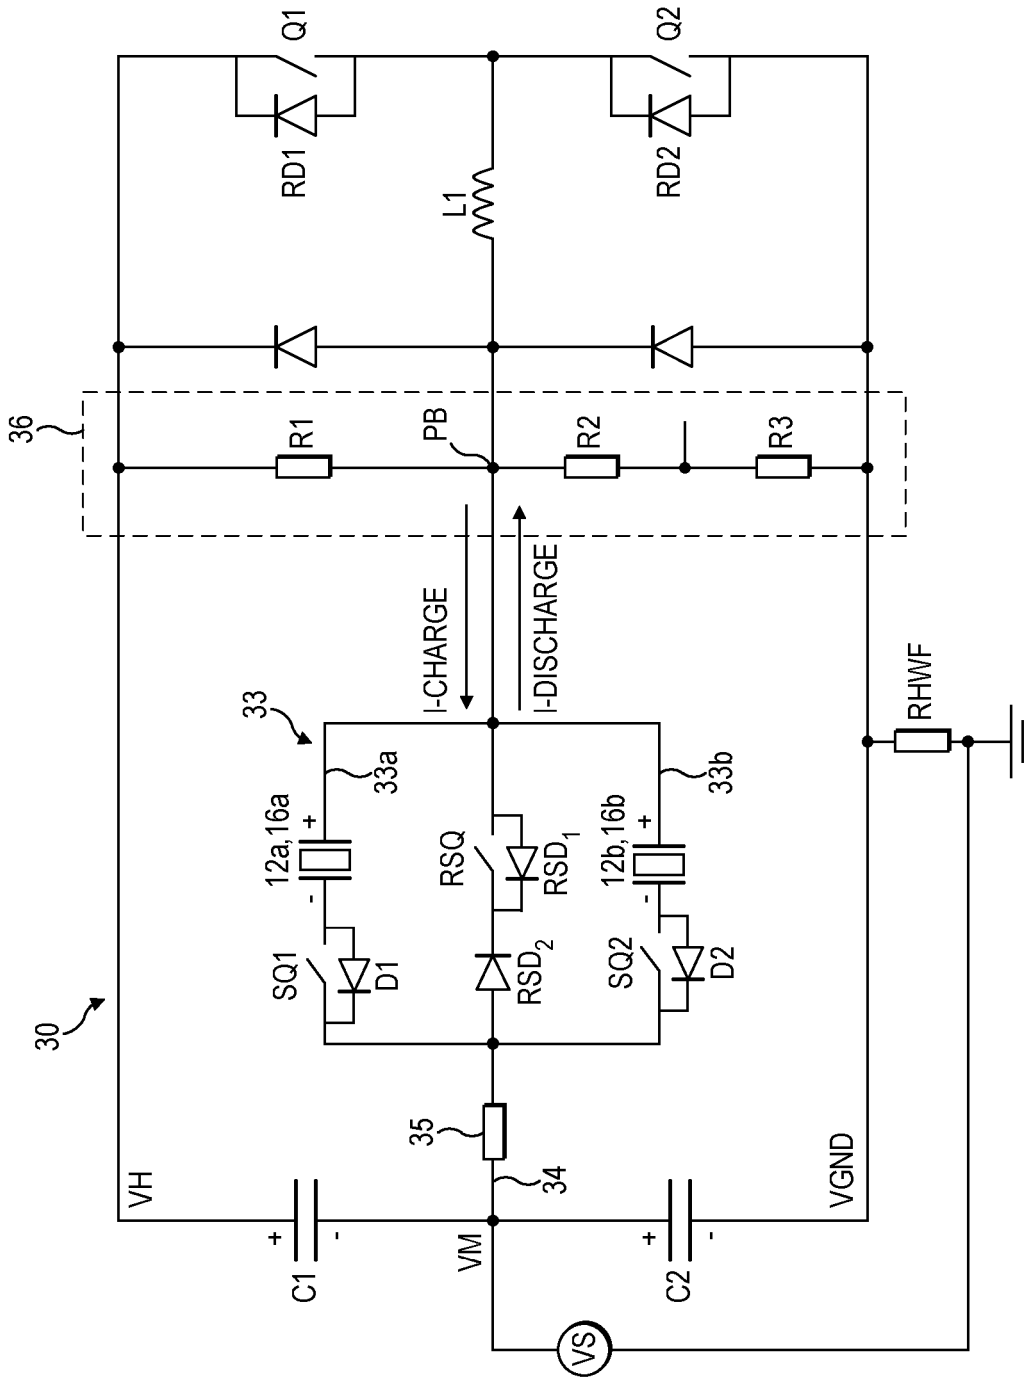 30
VH
VM
VGND
C1
+
-
C2
+
-
VS
34
35
33
33a
12a,16a
+
-
SQ1
D1
RSQ
RSD1
RSD2
33b
12b,16b
+
-
SQ2
D2
I-CHARGE
I-DISCHARGE
36
R1
PB
R2
R3
RHWF
L1
RD1
Q1
RD2
Q2